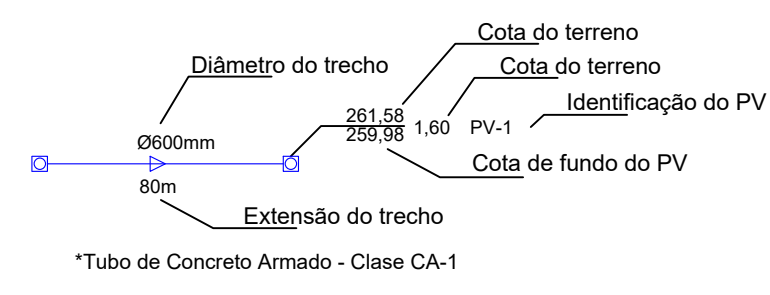 Cota do terreno
Diâmetro do trecho
Cota do terreno
Identificação do PV
261,58
259,98
1,60
PV-1
Ø600mm
Cota de fundo do PV
80m
Extensão do trecho
*Tubo de Concreto Armado - Clase CA-1